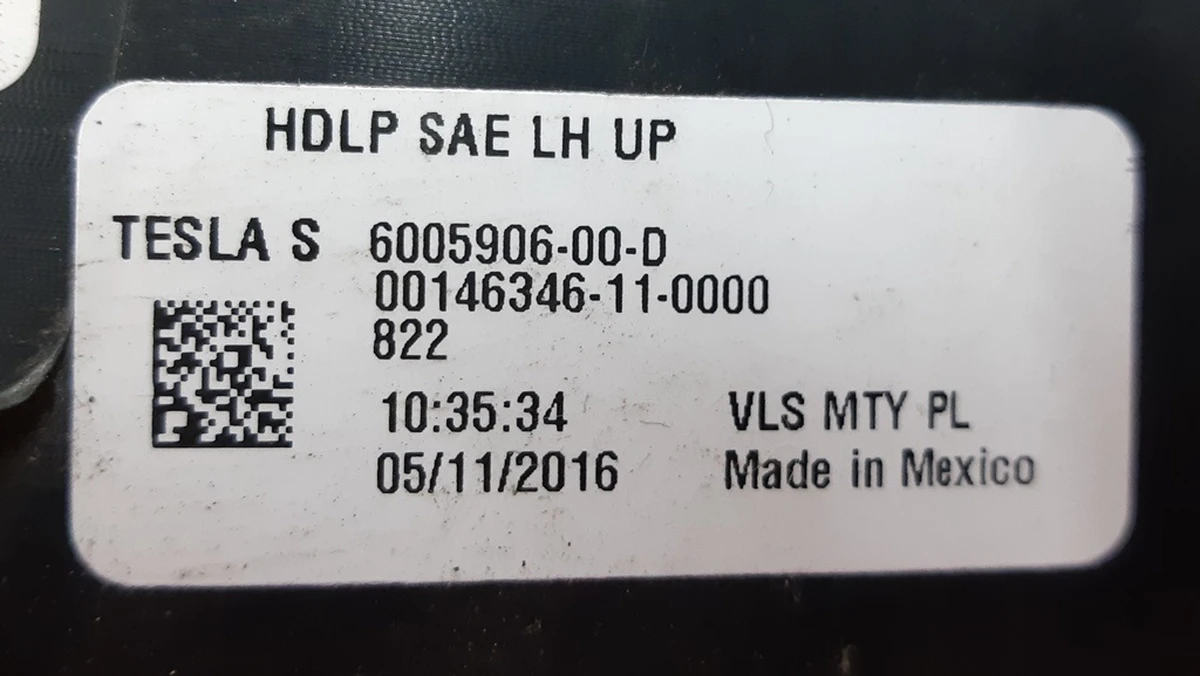 HDLP SAE LH UP
TESLA S 6005906-00-D
00146346-11-0000
822
10:35:34 VLS MTY PL
05/11/2016 Made in Mexico